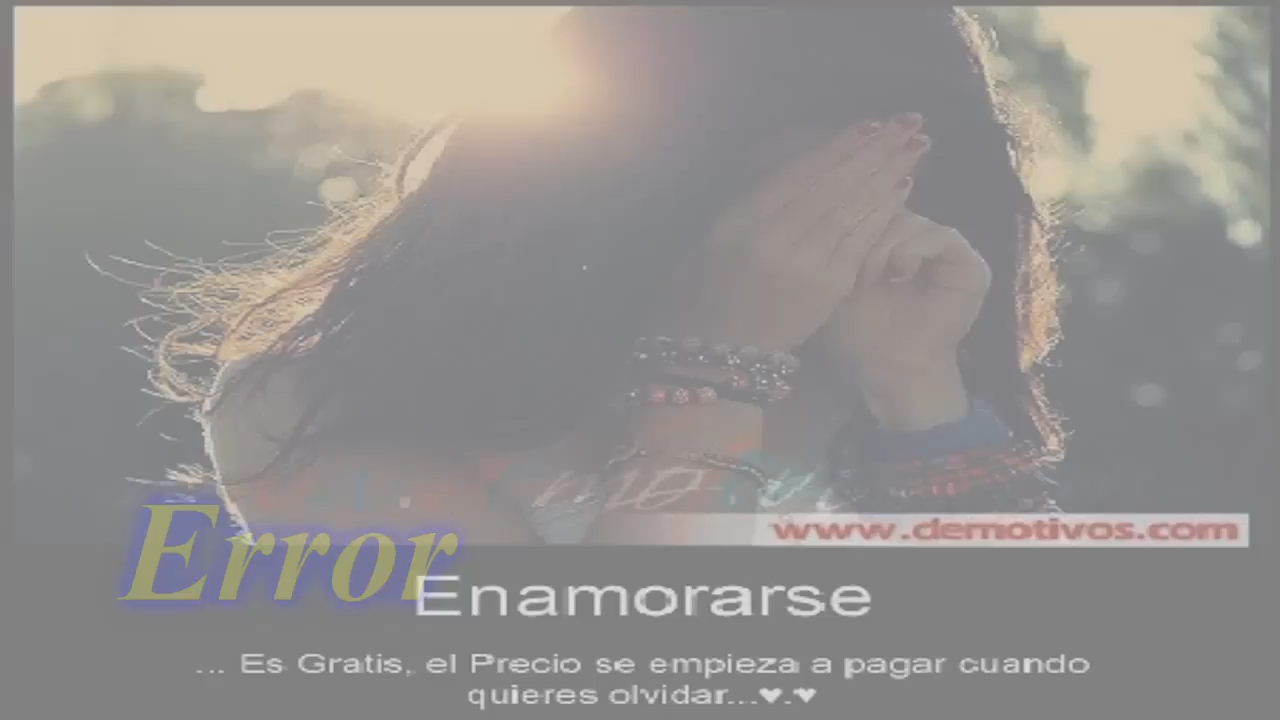 www.demotivos.com
Error
Enamorarse
... Es Gratis, el Precio se empieza a pagar cuando
quieres olvidar...♥.♥